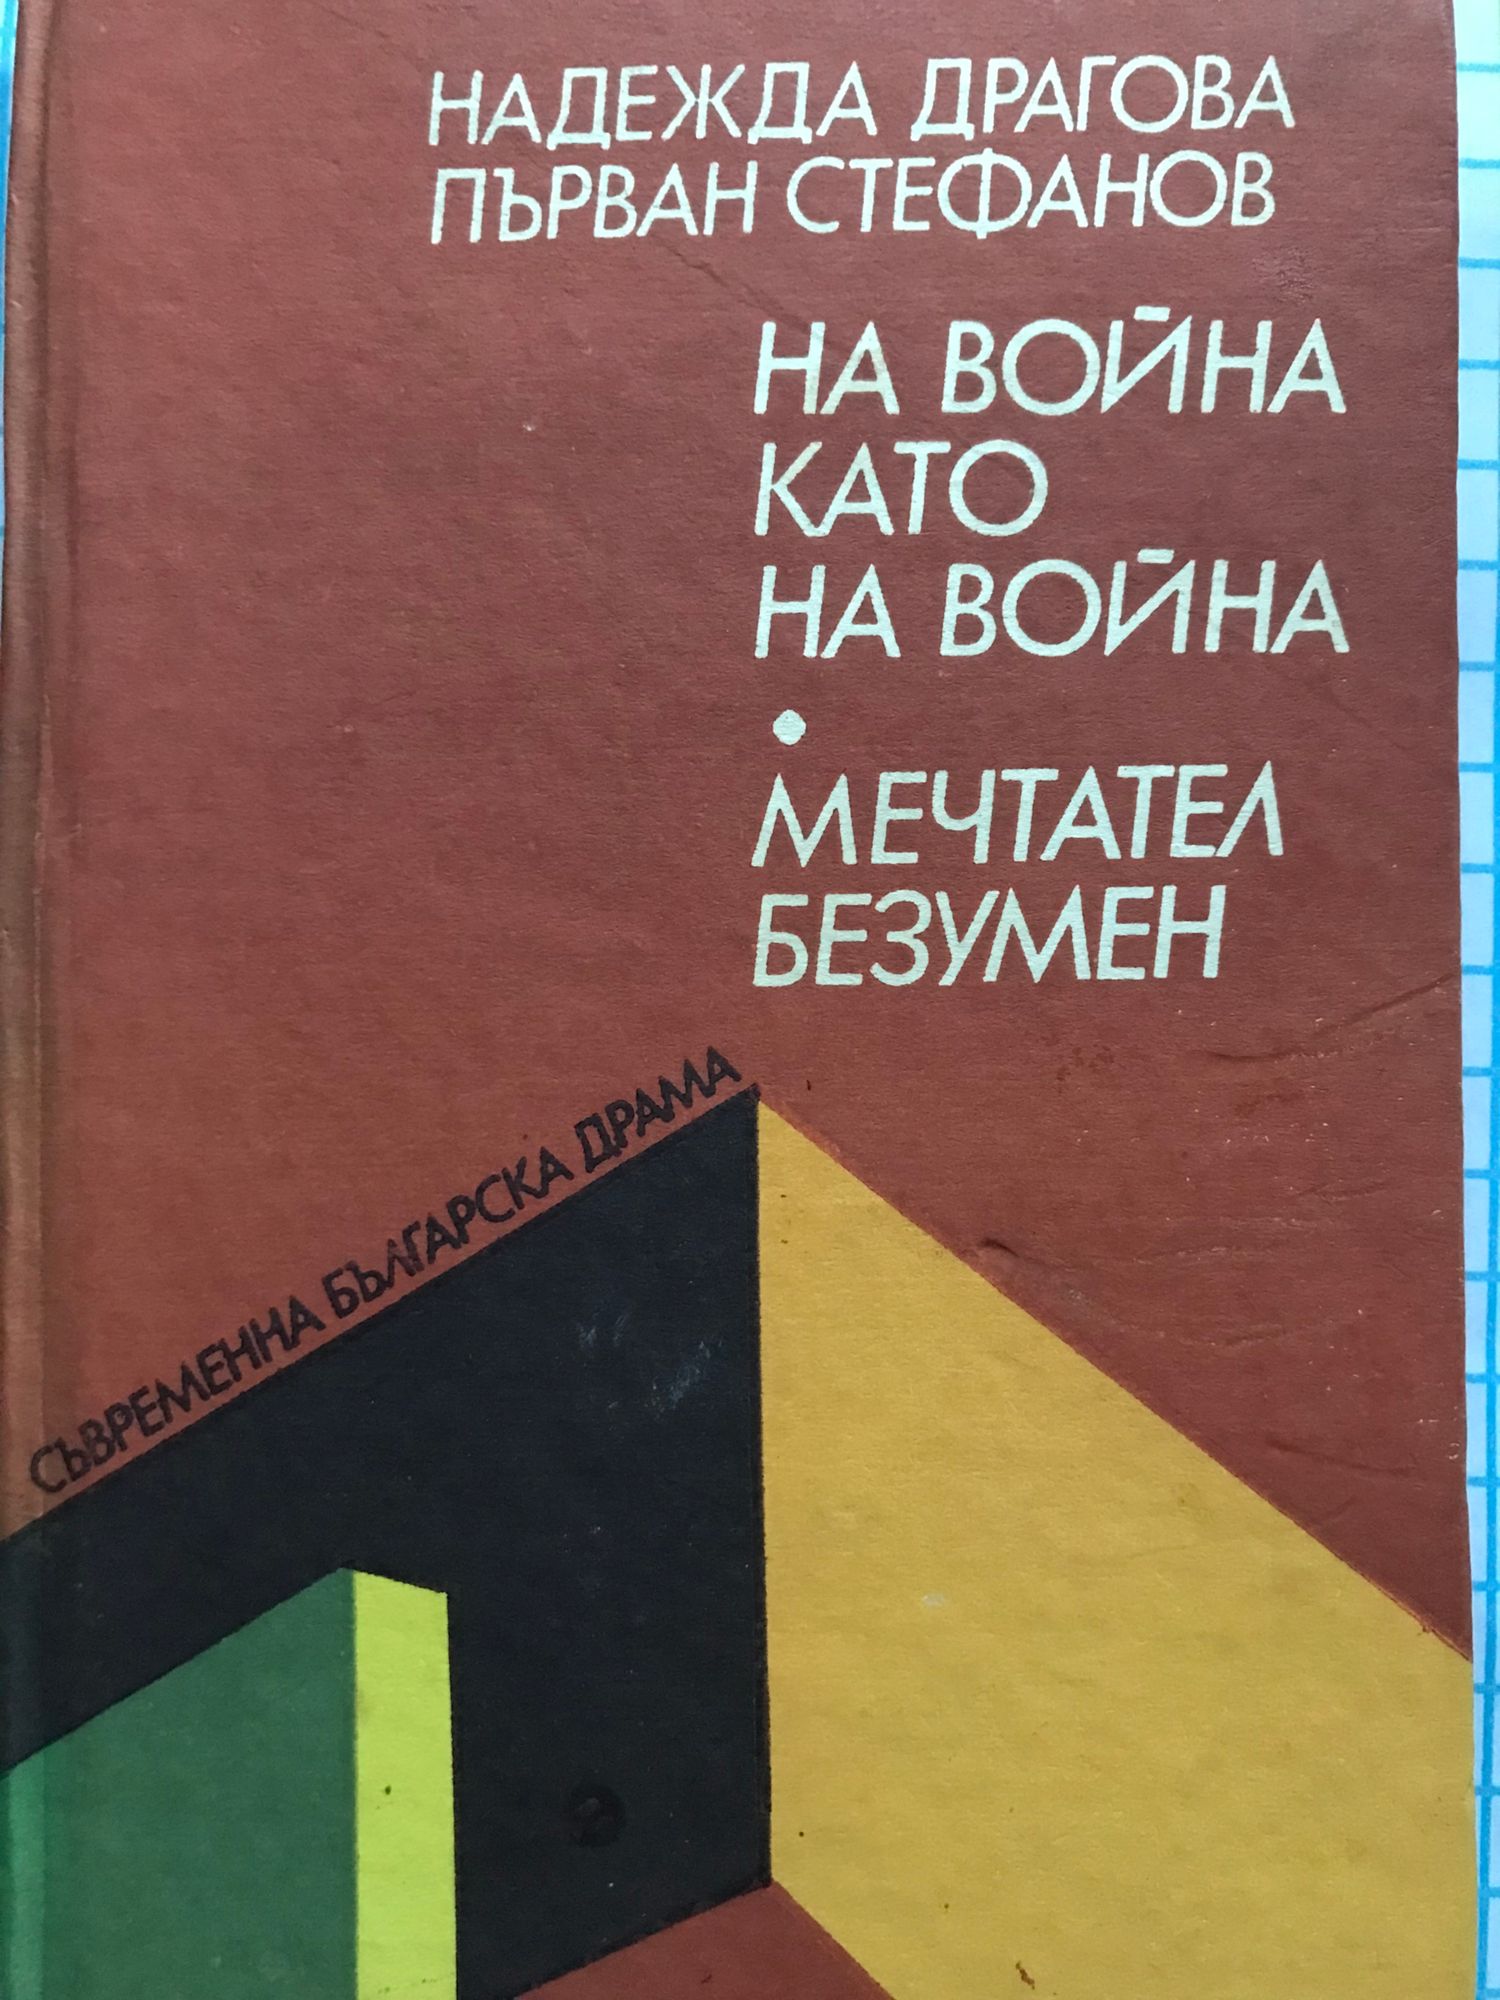 НАДЕЖДА ДРАГОВА
ПЪРВАН СТЕФАНОВ
НА ВОЙНА
КАТО
НА ВОЙНА
•
МЕЧТАТЕЛ
БЕЗУМЕН
СЪВРЕМЕННА БЪЛГАРСКА ДРАМА